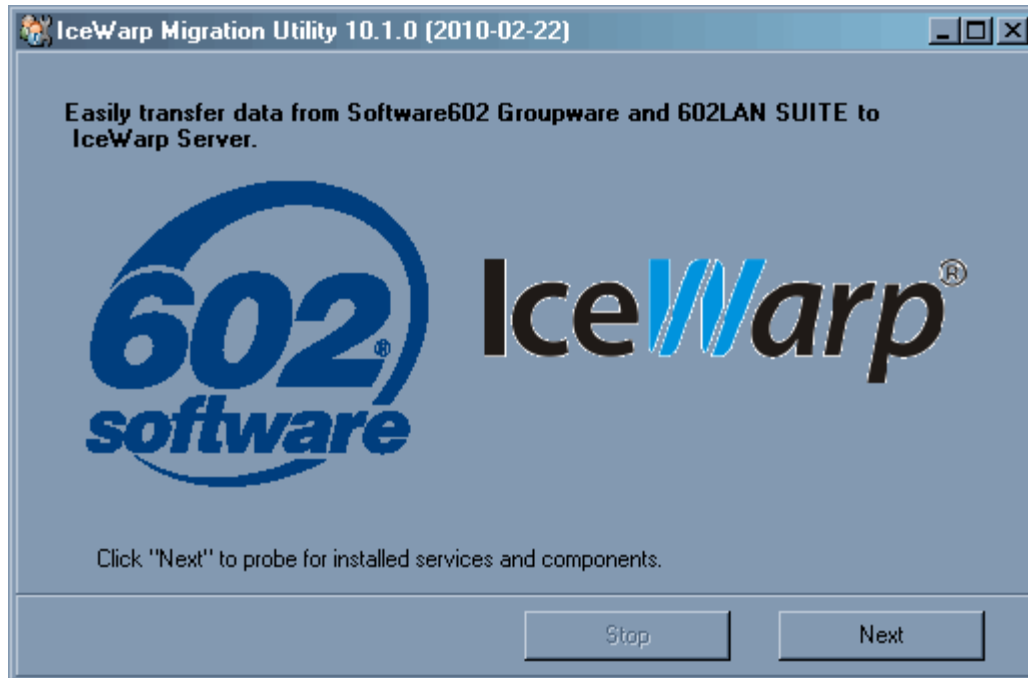 IceWarp Migration Utility 10.1.0 (2010-02-22)
Easily transfer data from Software602 Groupware and 602LAN SUITE to
IceWarp Server.
602®
software
IceWarp®
Click "Next" to probe for installed services and components.
Stop
Next